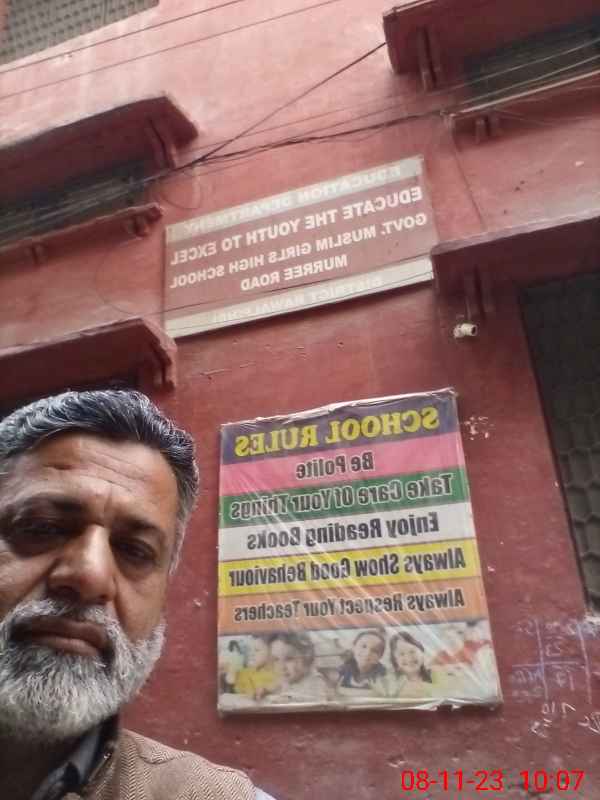 EDUCATION DEPARTMENT
EDUCATE THE YOUTH TO EXCEL
GOVT. MUSLIM GIRLS HIGH SCHOOL
MURREE ROAD
DISTRICT RAWALPINDI
SCHOOL RULES
Be Polite
Take Care Of Your Things
Enjoy Reading Books
Always Show Good Behaviour
Always Respect Your Teachers
08-11-23 10:07